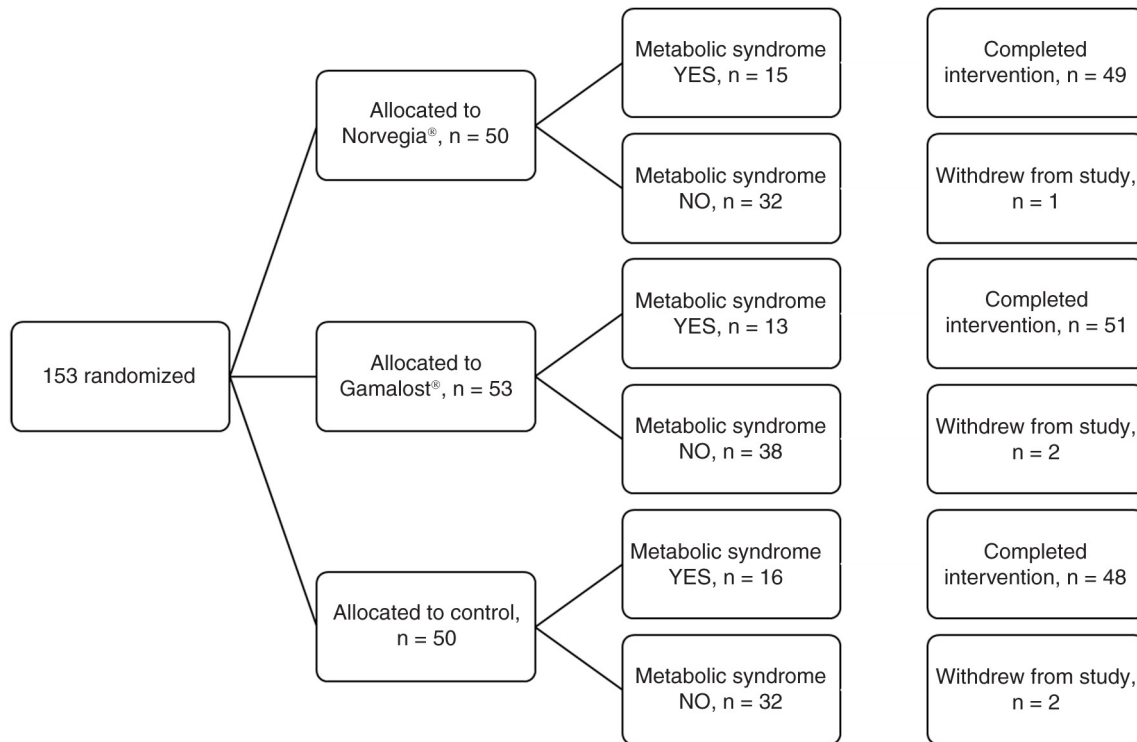 153 randomized
Allocated to
Norvegia®, n = 50
Metabolic syndrome
YES, n = 15
Completed
intervention, n = 49
Metabolic syndrome
NO, n = 32
Withdrew from study,
n = 1
Allocated to
Gamalost®, n = 53
Metabolic syndrome
YES, n = 13
Completed
intervention, n = 51
Metabolic syndrome
NO, n = 38
Withdrew from study,
n = 2
Allocated to control,
n = 50
Metabolic syndrome
YES, n = 16
Completed
intervention, n = 48
Metabolic syndrome
NO, n = 32
Withdrew from study,
n = 2